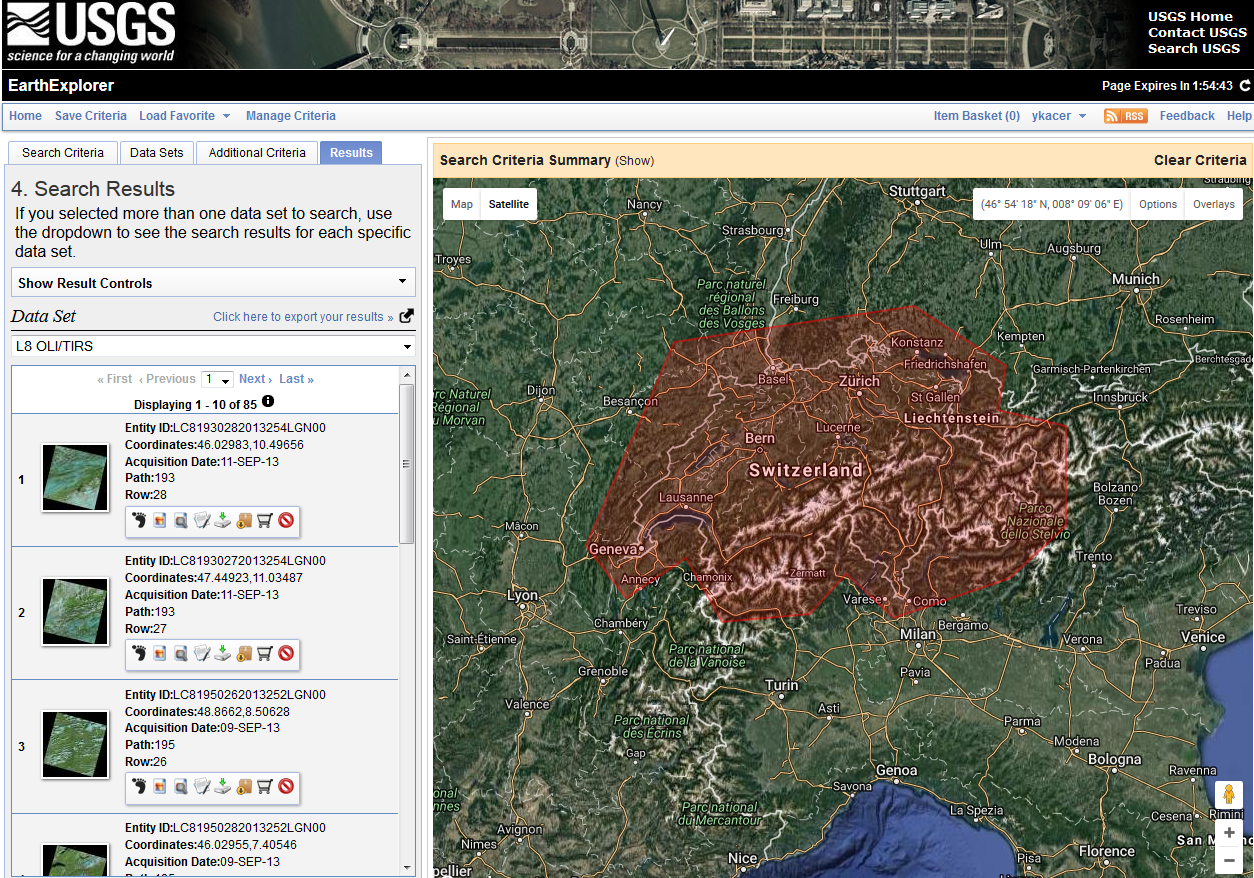 USGS
science for a changing world
USGS Home
Contact USGS
Search USGS
EarthExplorer
Page Expires In 1:54:43
Home Save Criteria Load Favorite Manage Criteria
Item Basket (0) ykacer RSS Feedback Help
Search Criteria Data Sets Additional Criteria Results
4. Search Results
If you selected more than one data set to search, use
the dropdown to see the search results for each specific
data set.
Show Result Controls
Data Set Click here to export your results »
L8 OLI/TIRS
« First ‹ Previous 1 Next › Last »
Displaying 1 - 10 of 85
1
Entity ID:LC81930282013254LGN00
Coordinates:46.02983,10.49656
Acquisition Date:11-SEP-13
Path:193
Row:28
2
Entity ID:LC81930272013254LGN00
Coordinates:47.44923,11.03487
Acquisition Date:11-SEP-13
Path:193
Row:27
3
Entity ID:LC81950262013252LGN00
Coordinates:48.8662,8.50628
Acquisition Date:09-SEP-13
Path:195
Row:26
Entity ID:LC81950282013252LGN00
Coordinates:46.02955,7.40546
Acquisition Date:09-SEP-13
Search Criteria Summary (Show)
Clear Criteria
Map Satellite
(46° 54' 18" N, 008° 09' 06" E) Options Overlays
Straubing
Stuttgart
Nancy
Strasbourg
Ulm
Augsburg
Troyes
Munich
Parc naturel
régional
des Ballons
des Vosges
Freiburg
Rosenheim
Kempten
Konstanz
Friedrichshafen
Berchtesgade
Garmisch-Partenkirchen
Basel
Zürich
Dijon
rc Naturel
Régional
du Morvan
Besançon
St Gallen
Innsbruck
Liechtenstein
Lucerne
Bern
Switzerland
Bolzano
Bozen
Lausanne
Parco
Nazionale
dello Stelvio
Mâcon
Geneva
Trento
Annecy
Chamonix
Zermatt
Lyon
Varese
Como
Treviso
Chambéry
Bergamo
Milan
Saint-Étienne
Verona
Venice
Parc national
de la Vanoise
Padua
Grenoble
Pavia
Turin
Valence
Asti
Parc national
des Écrins
Parma
Gap
Modena
Bologna
Genoa
Ravenna
Savona
onal
nnes
Parc national
du Mercantour
La Spezia
Cesena
Rimini
Avignon
San M
Nimes
Florence
Nice
Pisa
pellier